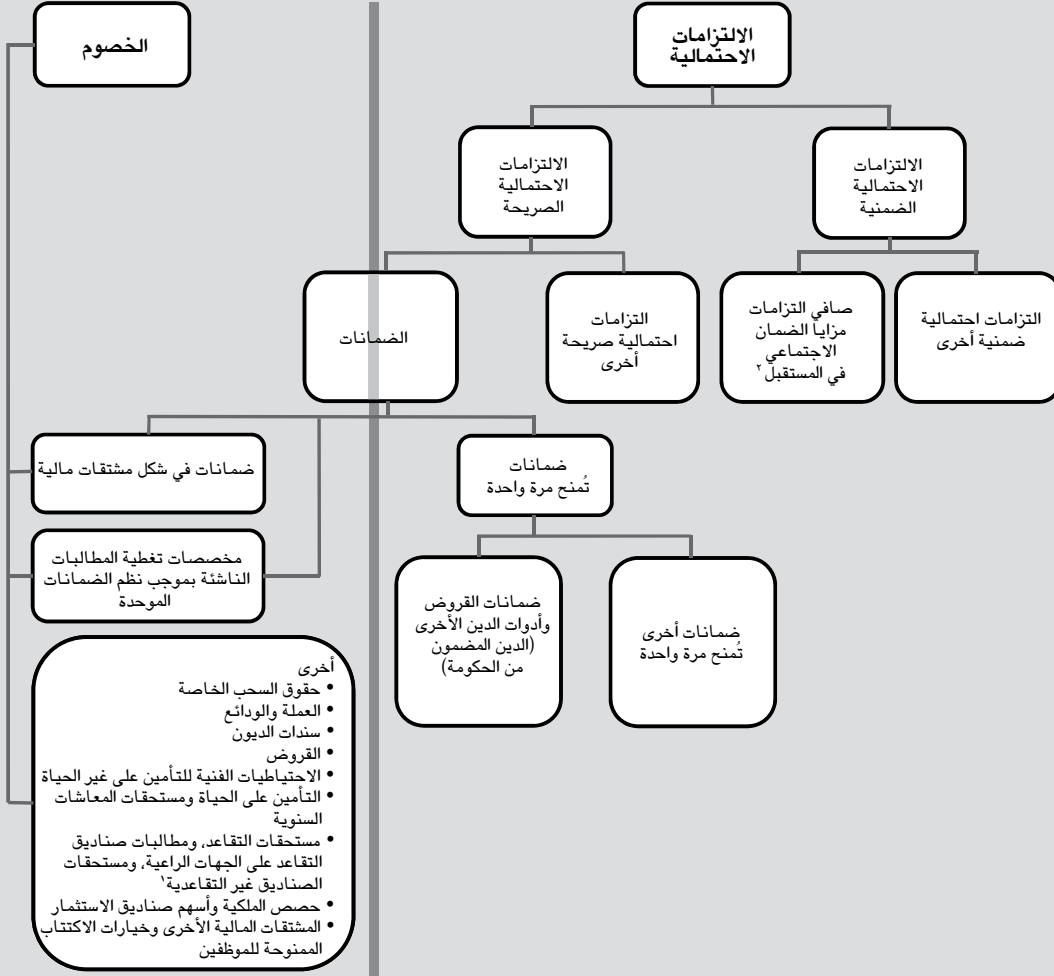 الالتزامات
الاحتمالية
الخصوم
الالتزامات
الاحتمالية
الضمنية
الالتزامات
الاحتمالية
الصريحة
التزامات احتمالية
ضمنية أخرى
صافي التزامات
مزايا الضمان
الاجتماعي
في المستقبل ٢
التزامات
احتمالية صريحة
أخرى
الضمانات
ضمانات
تُمنح مرة واحدة
ضمانات في شكل مشتقات مالية
مخصصات تغطية المطالبات
الناشئة بموجب نظم الضمانات
الموحدة
ضمانات أخرى
تُمنح مرة واحدة
ضمانات القروض
وأدوات الدين الأخرى
(الدين المضمون
من الحكومة)
أخرى
• حقوق السحب الخاصة
• العملة والودائع
• سندات الديون
• القروض
• الاحتياطيات الفنية للتأمين على غير الحياة
• التأمين على الحياة ومستحقات المعاشات
السنوية
• مستحقات التقاعد، ومطالبات صناديق
التقاعد على الجهات الراعية، ومستحقات
الصناديق غير التقاعدية١
• حصص الملكية وأسهم صناديق الاستثمار
• المشتقات المالية الأخرى وخيارات الاكتتاب
الممنوحة للموظفين